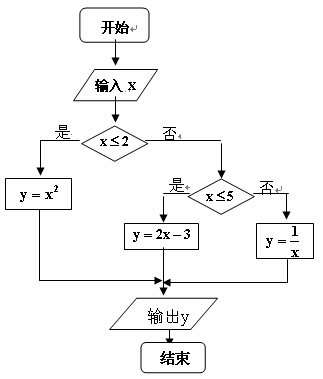 开始
输入 x
x ≤ 2
是
否
y = x²
x ≤ 5
是
否
y = 2x − 3
y = 1/x
输出y
结束